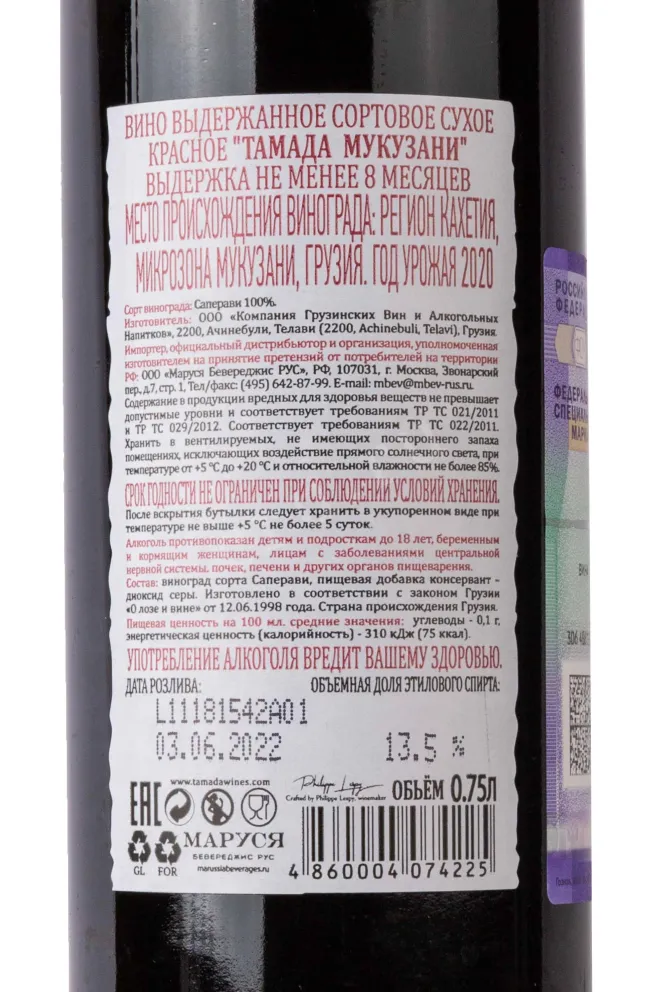 ВИНО ВЫДЕРЖАННОЕ СОРТОВОЕ СУХОЕ
КРАСНОЕ "ТАМАДА МУКУЗАНИ"
ВЫДЕРЖКА НЕ МЕНЕЕ 8 МЕСЯЦЕВ
МЕСТО ПРОИСХОЖДЕНИЯ ВИНОГРАДА: РЕГИОН КАХЕТИЯ,
МИКРОЗОНА МУКУЗАНИ, ГРУЗИЯ. ГОД УРОЖАЯ 2020
Сорт винограда: Саперави 100%.
Изготовитель: ООО «Компания Грузинских Вин и Алкогольных
Напитков», 2200, Ачинебули, Телави (2200, Achinebuli, Telavi), Грузия.
Импортер, официальный дистрибьютор и организация, уполномоченная
изготовителем на принятие претензий от потребителей на территории
РФ: ООО «Маруся Бевереджис РУС», РФ, 107031, г. Москва, Звонарский
пер, д.7, стр. 1, Тел/факс: (495) 642-87-99. E-mail: mbev@mbev-rus.ru.
Содержание в продукции вредных для здоровья веществ не превышает
допустимые уровни и соответствует требованиям ТР ТС 021/2011
и ТР ТС 029/2012. Соответствует требованиям ТР ТС 022/2011.
Хранить в вентилируемых, не имеющих постороннего запаха
помещениях, исключающих воздействие прямого солнечного света, при
температуре от +5 °С до +20 °С и относительной влажности не более 85%.
СРОК ГОДНОСТИ НЕ ОГРАНИЧЕН ПРИ СОБЛЮДЕНИИ УСЛОВИЙ ХРАНЕНИЯ.
После вскрытия бутылки следует хранить в укупоренном виде при
температуре не выше +5 °С не более 5 суток.
Алкоголь противопоказан детям и подросткам до 18 лет, беременным
и кормящим женщинам, лицам с заболеваниями центральной
нервной системы, почек, печени и других органов пищеварения.
Состав: виноград сорта Саперави, пищевая добавка консервант -
диоксид серы. Изготовлено в соответствии с законом Грузии
«О лозе и вине» от 12.06.1998 года. Страна происхождения Грузия.
Пищевая ценность на 100 мл. средние значения: углеводы - 0,1 г,
энергетическая ценность (калорийность) - 310 кДж (75 ккал).
УПОТРЕБЛЕНИЕ АЛКОГОЛЯ ВРЕДИТ ВАШЕМУ ЗДОРОВЬЮ.
ДАТА РОЗЛИВА: ОБЪЕМНАЯ ДОЛЯ ЭТИЛОВОГО СПИРТА:
L11181542A01
03.06.2022 13.5 %
www.tamadawines.com
Crafted by Philippe Lespy, winemaker
ОБЪЁМ 0.75Л
EAC
GL FOR
МАРУСЯ
БЕВЕРЕДЖИС РУС
marussiabeverages.ru
4 860004 074225